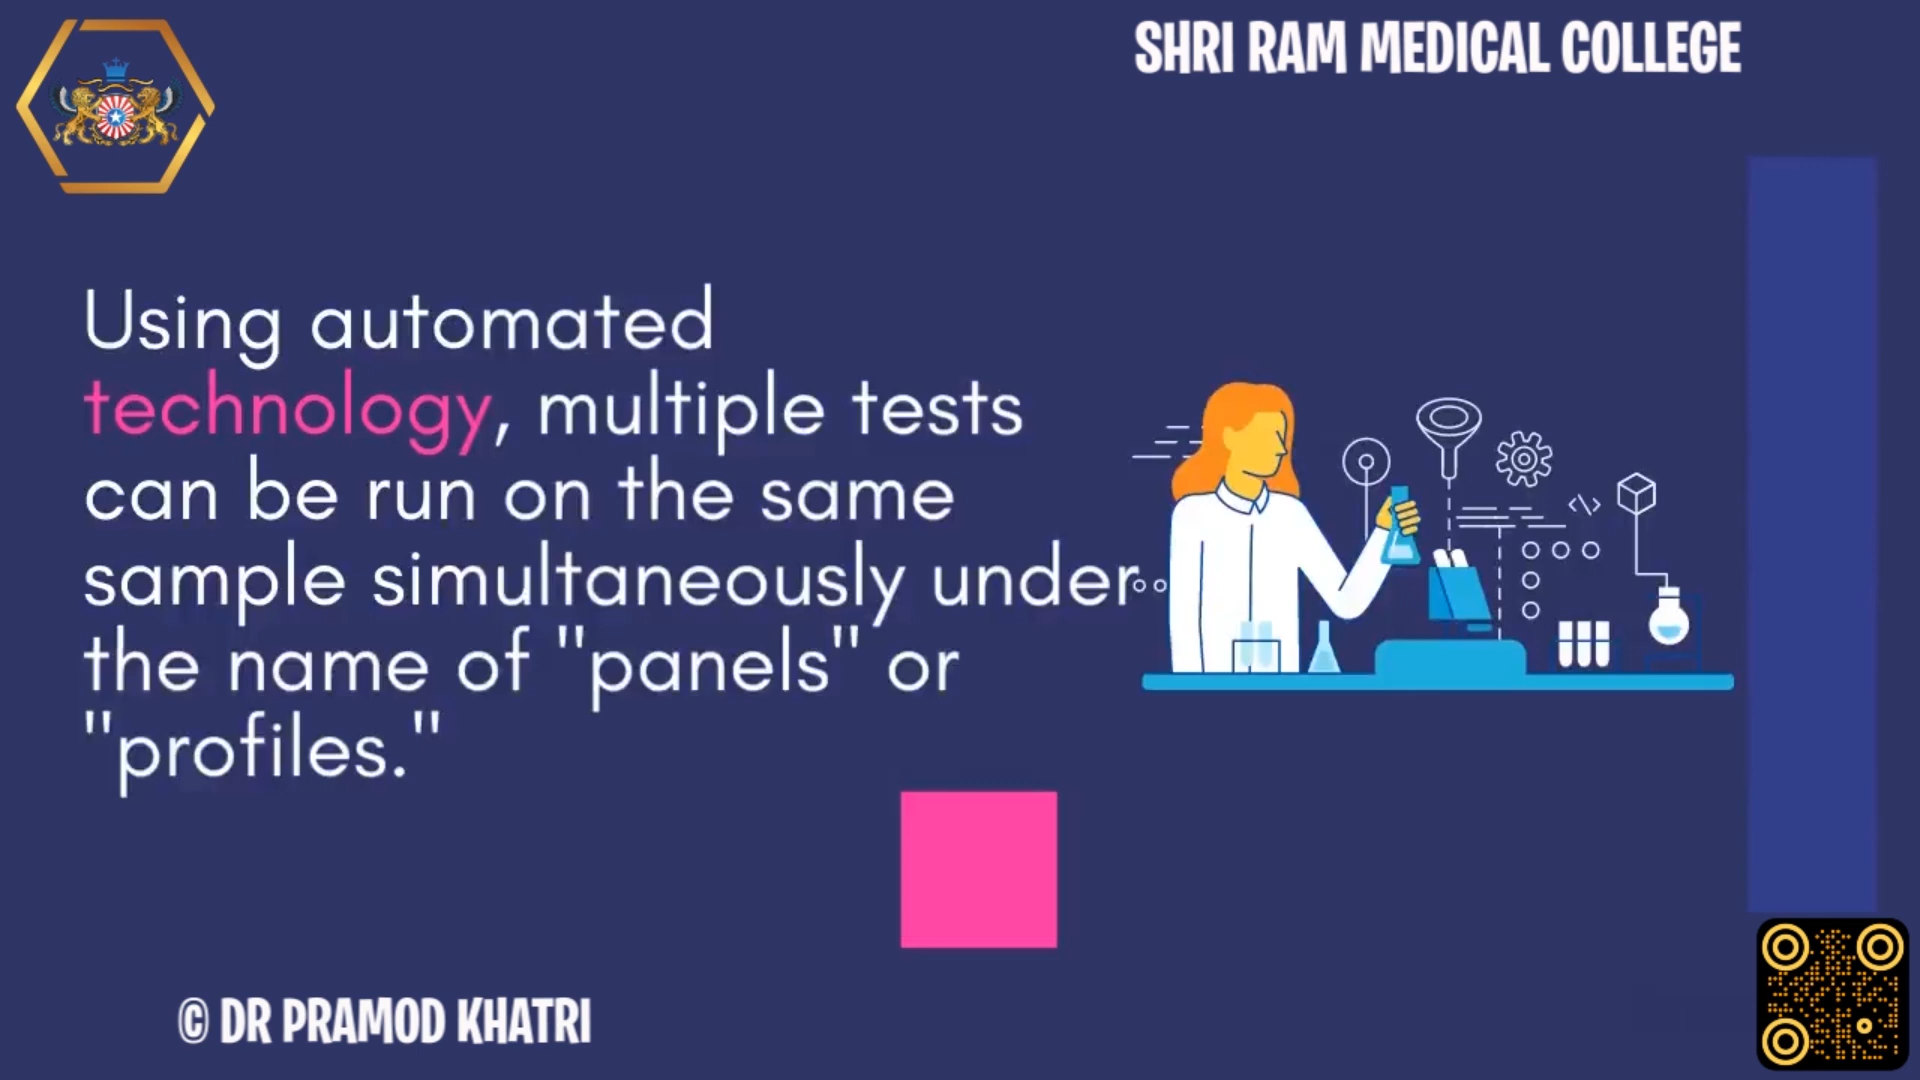 SHRI RAM MEDICAL COLLEGE
Using automated
technology, multiple tests
can be run on the same
sample simultaneously under
the name of "panels" or
"profiles."
© DR PRAMOD KHATRI